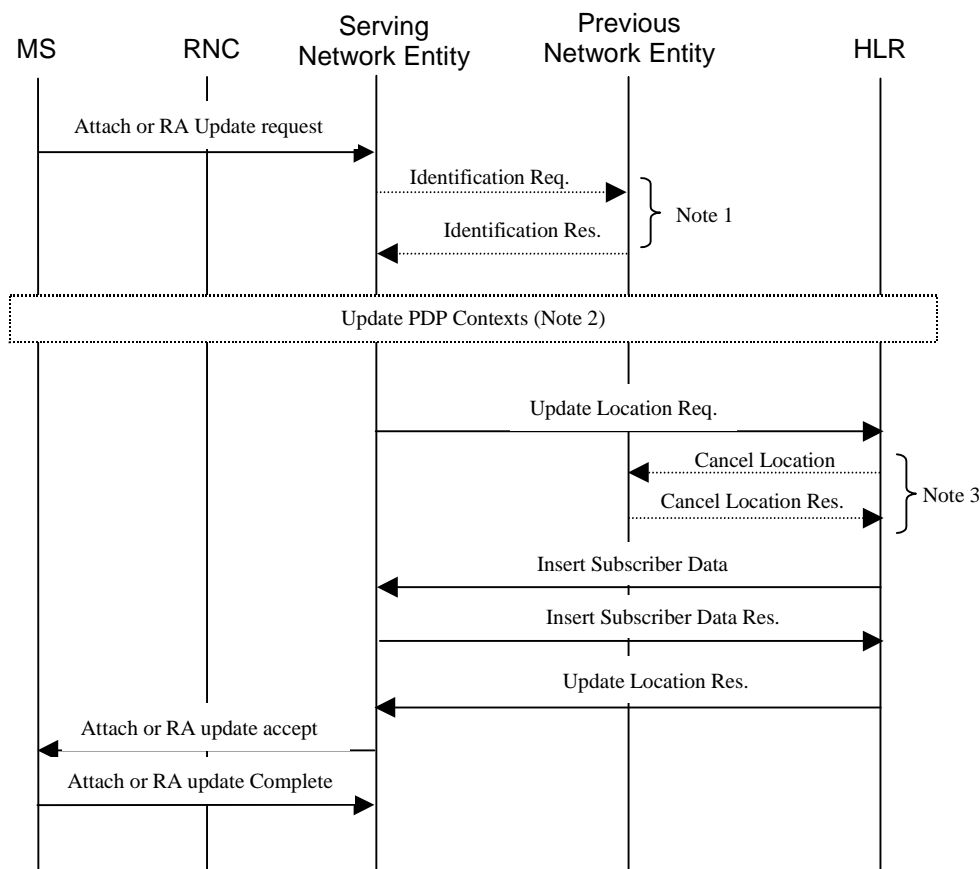 MS
RNC
Serving
Network Entity
Previous
Network Entity
HLR
Attach or RA Update request
Identification Req.
Note 1
Identification Res.
Update PDP Contexts (Note 2)
Update Location Req.
Cancel Location
Note 3
Cancel Location Res.
Insert Subscriber Data
Insert Subscriber Data Res.
Update Location Res.
Attach or RA update accept
Attach or RA update Complete